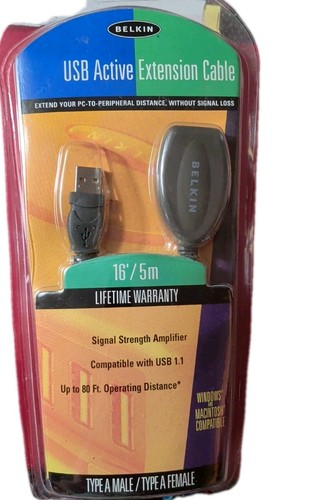 BELKIN
USB Active Extension Cable
EXTEND YOUR PC-TO-PERIPHERAL DISTANCE, WITHOUT SIGNAL LOSS
BELKIN
16'/5m
LIFETIME WARRANTY
Signal Strength Amplifier
Compatible with USB 1.1
Up to 80 Ft. Operating Distance*
WINDOWS
AND
MACINTOSH
COMPATIBLE
TYPE A MALE/TYPE A FEMALE